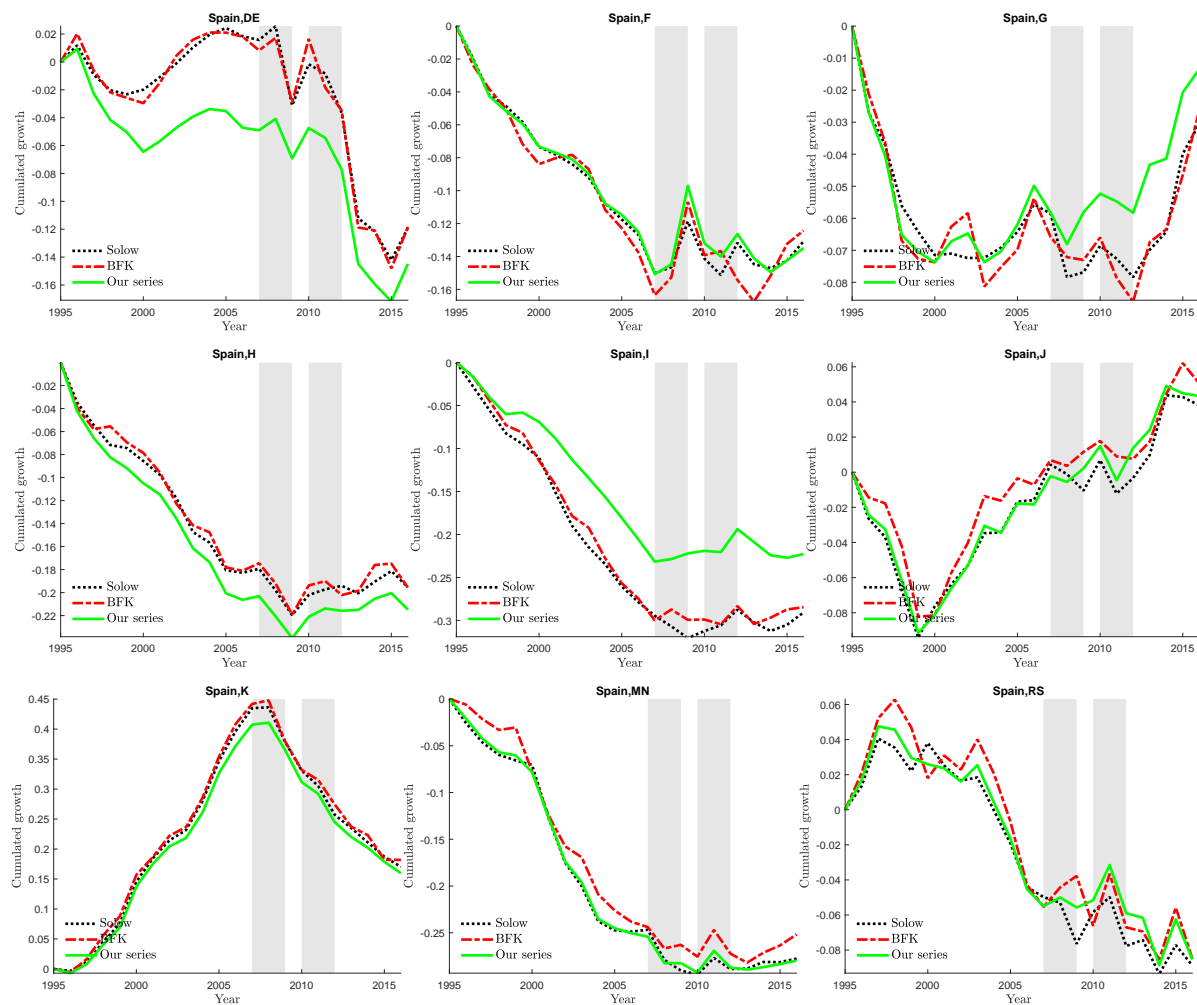 Spain,DE
Cumulated growth
0.02
0
-0.02
-0.04
-0.06
-0.08
-0.1
-0.12
-0.14
-0.16
Solow
BFK
Our series
1995 2000 2005 2010 2015
Year
Spain,F
Cumulated growth
0
-0.02
-0.04
-0.06
-0.08
-0.1
-0.12
-0.14
-0.16
Solow
BFK
Our series
1995 2000 2005 2010 2015
Year
Spain,G
Cumulated growth
0
-0.01
-0.02
-0.03
-0.04
-0.05
-0.06
-0.07
-0.08
Solow
BFK
Our series
1995 2000 2005 2010 2015
Year
Spain,H
Cumulated growth
-0.02
-0.04
-0.06
-0.08
-0.1
-0.12
-0.14
-0.16
-0.18
-0.2
-0.22
Solow
BFK
Our series
1995 2000 2005 2010 2015
Year
Spain,I
Cumulated growth
0
-0.05
-0.1
-0.15
-0.2
-0.25
-0.3
Solow
BFK
Our series
1995 2000 2005 2010 2015
Year
Spain,J
Cumulated growth
0.06
0.04
0.02
0
-0.02
-0.04
-0.06
-0.08
Solow
BFK
Our series
1995 2000 2005 2010 2015
Year
Spain,K
Cumulated growth
0.45
0.4
0.35
0.3
0.25
0.2
0.15
0.1
0.05
0
Solow
BFK
Our series
1995 2000 2005 2010 2015
Year
Spain,MN
Cumulated growth
0
-0.05
-0.1
-0.15
-0.2
-0.25
Solow
BFK
Our series
1995 2000 2005 2010 2015
Year
Spain,RS
Cumulated growth
0.06
0.04
0.02
0
-0.02
-0.04
-0.06
-0.08
Solow
BFK
Our series
1995 2000 2005 2010 2015
Year